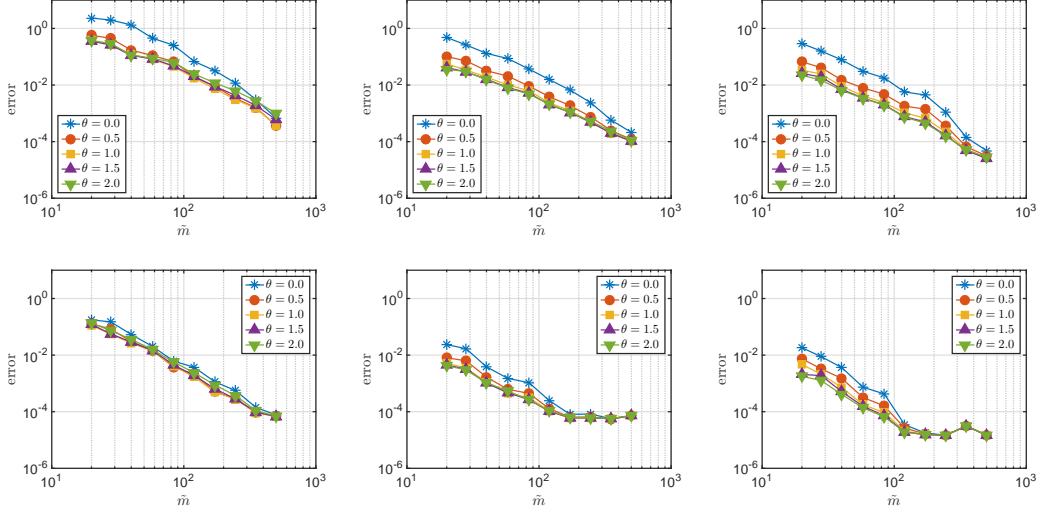 10^0
10^-2
10^-4
10^-6
error
θ = 0.0
θ = 0.5
θ = 1.0
θ = 1.5
θ = 2.0
10^1
10^2
10^3
m̃
10^0
10^-2
10^-4
10^-6
error
θ = 0.0
θ = 0.5
θ = 1.0
θ = 1.5
θ = 2.0
10^1
10^2
10^3
m̃
10^0
10^-2
10^-4
10^-6
error
θ = 0.0
θ = 0.5
θ = 1.0
θ = 1.5
θ = 2.0
10^1
10^2
10^3
m̃
10^0
10^-2
10^-4
10^-6
error
θ = 0.0
θ = 0.5
θ = 1.0
θ = 1.5
θ = 2.0
10^1
10^2
10^3
m̃
10^0
10^-2
10^-4
10^-6
error
θ = 0.0
θ = 0.5
θ = 1.0
θ = 1.5
θ = 2.0
10^1
10^2
10^3
m̃
10^0
10^-2
10^-4
10^-6
error
θ = 0.0
θ = 0.5
θ = 1.0
θ = 1.5
θ = 2.0
10^1
10^2
10^3
m̃